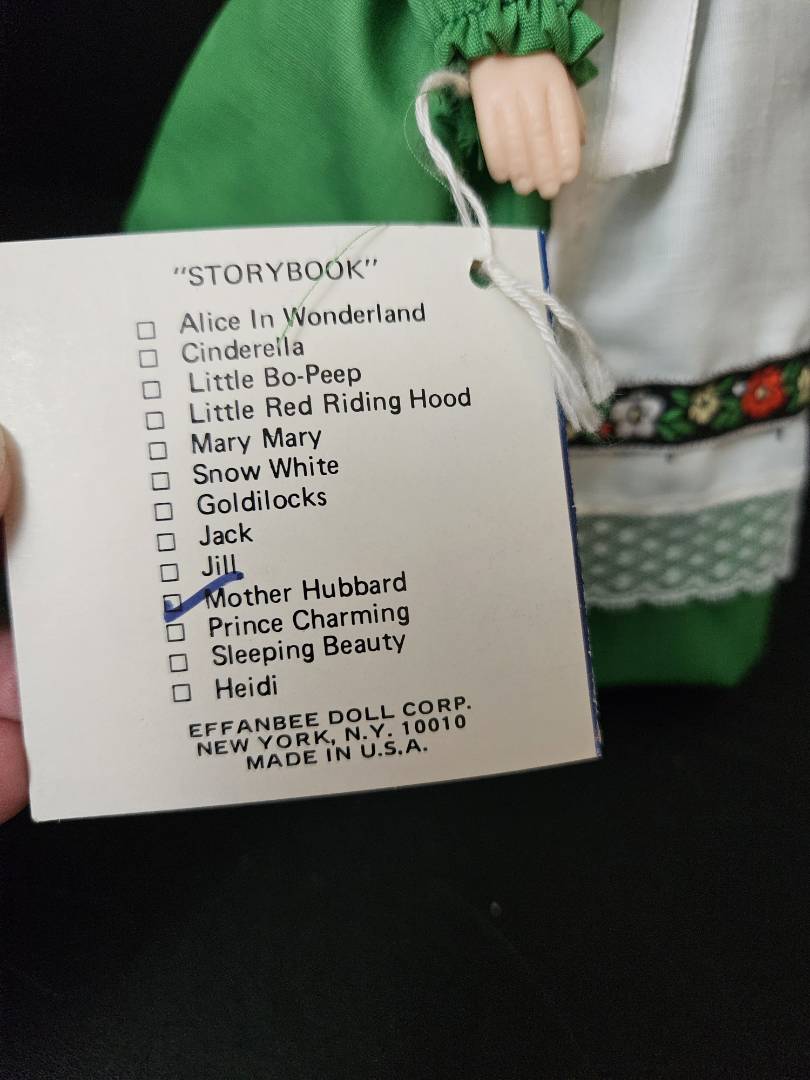 "STORYBOOK"
Alice In Wonderland
Cinderella
Little Bo-Peep
Little Red Riding Hood
Mary Mary
Snow White
Goldilocks
Jack
Jill
Mother Hubbard
Prince Charming
Sleeping Beauty
Heidi
EFFANBEE DOLL CORP.
NEW YORK, N.Y. 10010
MADE IN U.S.A.